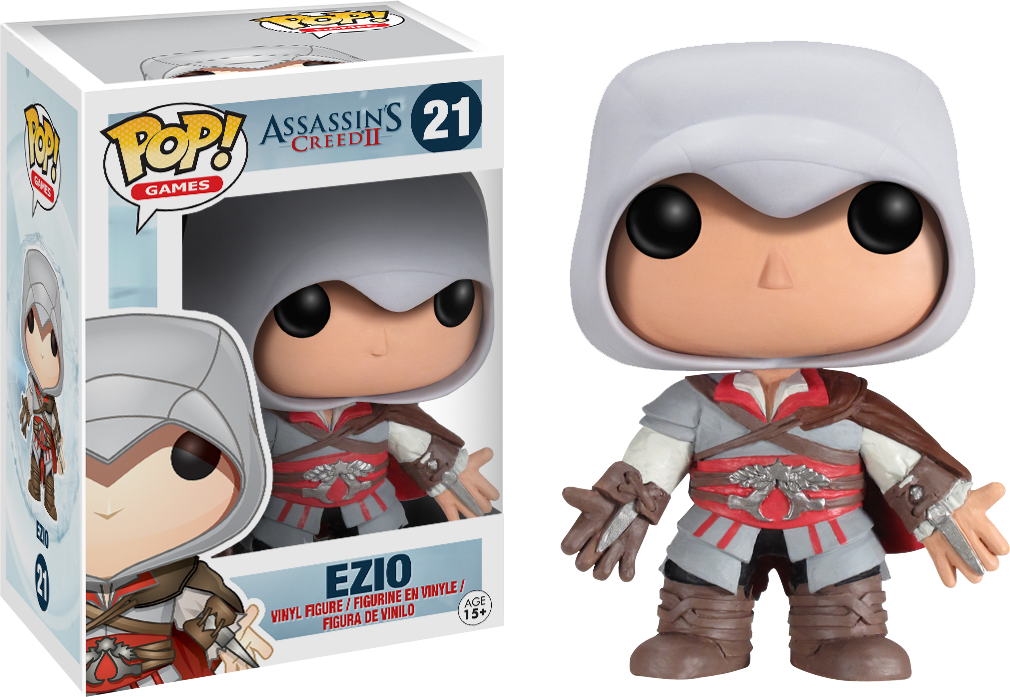 POP!
POP!
GAMES
ASSASSIN'S
CREED II
21
POP!
GAMES
EZIO
21
EZIO
VINYL FIGURE / FIGURINE EN VINYLE /
FIGURA DE VINILO
AGE
15+